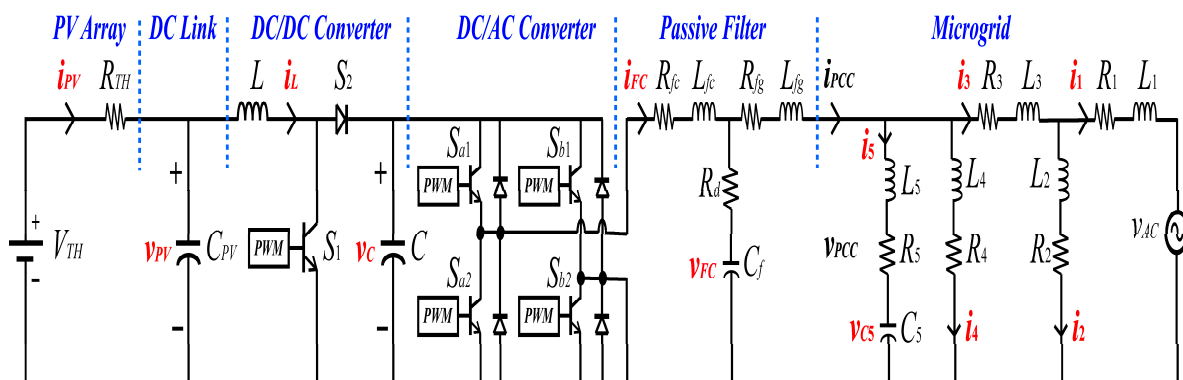 PV Array DC Link DC/DC Converter DC/AC Converter Passive Filter Microgrid
iPV RTH L iL S2 iFC Rfc Lfc Rfg Lfg iPCC i3 R3 L3 i1 R1 L1
Sa1 Sb1 i5
PWM PWM
+ + Rd L5 L4 L2
+ VTH vPV CPV PWM S1 vC C vFC Cf vPCC R5 R4 R2 vAC
-
Sa2 Sb2
- - PWM PWM vC5 C5 i4 i2